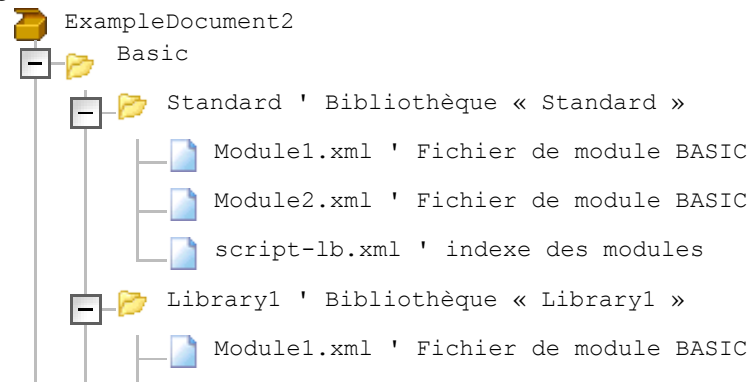 ExampleDocument2
Basic
Standard ' Bibliothèque « Standard »
Module1.xml ' Fichier de module BASIC
Module2.xml ' Fichier de module BASIC
script-lb.xml ' indexe des modules
Library1 ' Bibliothèque « Library1 »
Module1.xml ' Fichier de module BASIC